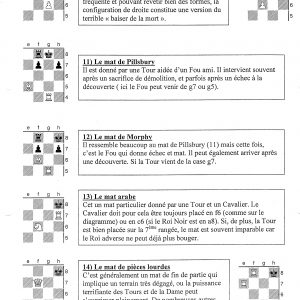 fréquente et pouvant revêtir bien des formes, la
configuration de droite constitue une version du
terrible « baiser de la mort ».
11) Le mat de Pillsbury
Il est donné par une Tour aidée d'un Fou ami. Il intervient souvent
après un sacrifice de démolition, et parfois après un échec à la
découverte ( ici le Fou peut venir de g7 ou g5).
12) Le mat de Morphy
Il ressemble beaucoup au mat de Pillsbury (11) mais cette fois,
c'est le Fou qui donne échec et mat. Il peut également arriver après
une découverte. Si la Tour vient de la case g7.
13) Le mat arabe
Cet un mat particulier donné par une Tour et un Cavalier. Le
Cavalier doit pour cela être toujours placé en f6 (comme sur le
diagramme) ou en c6 (si le Roi Noir est en a8). Si, de plus, la Tour
est bien placée sur la 7ème rangée, le mat est souvent imparable car
le Roi adverse ne peut déjà plus bouger.
14) Le mat de pièces lourdes
C'est généralement un mat de fin de partie qui
implique un terrain très dégagé, ou la puissance
terrifiante des Tours et de la Dame peut